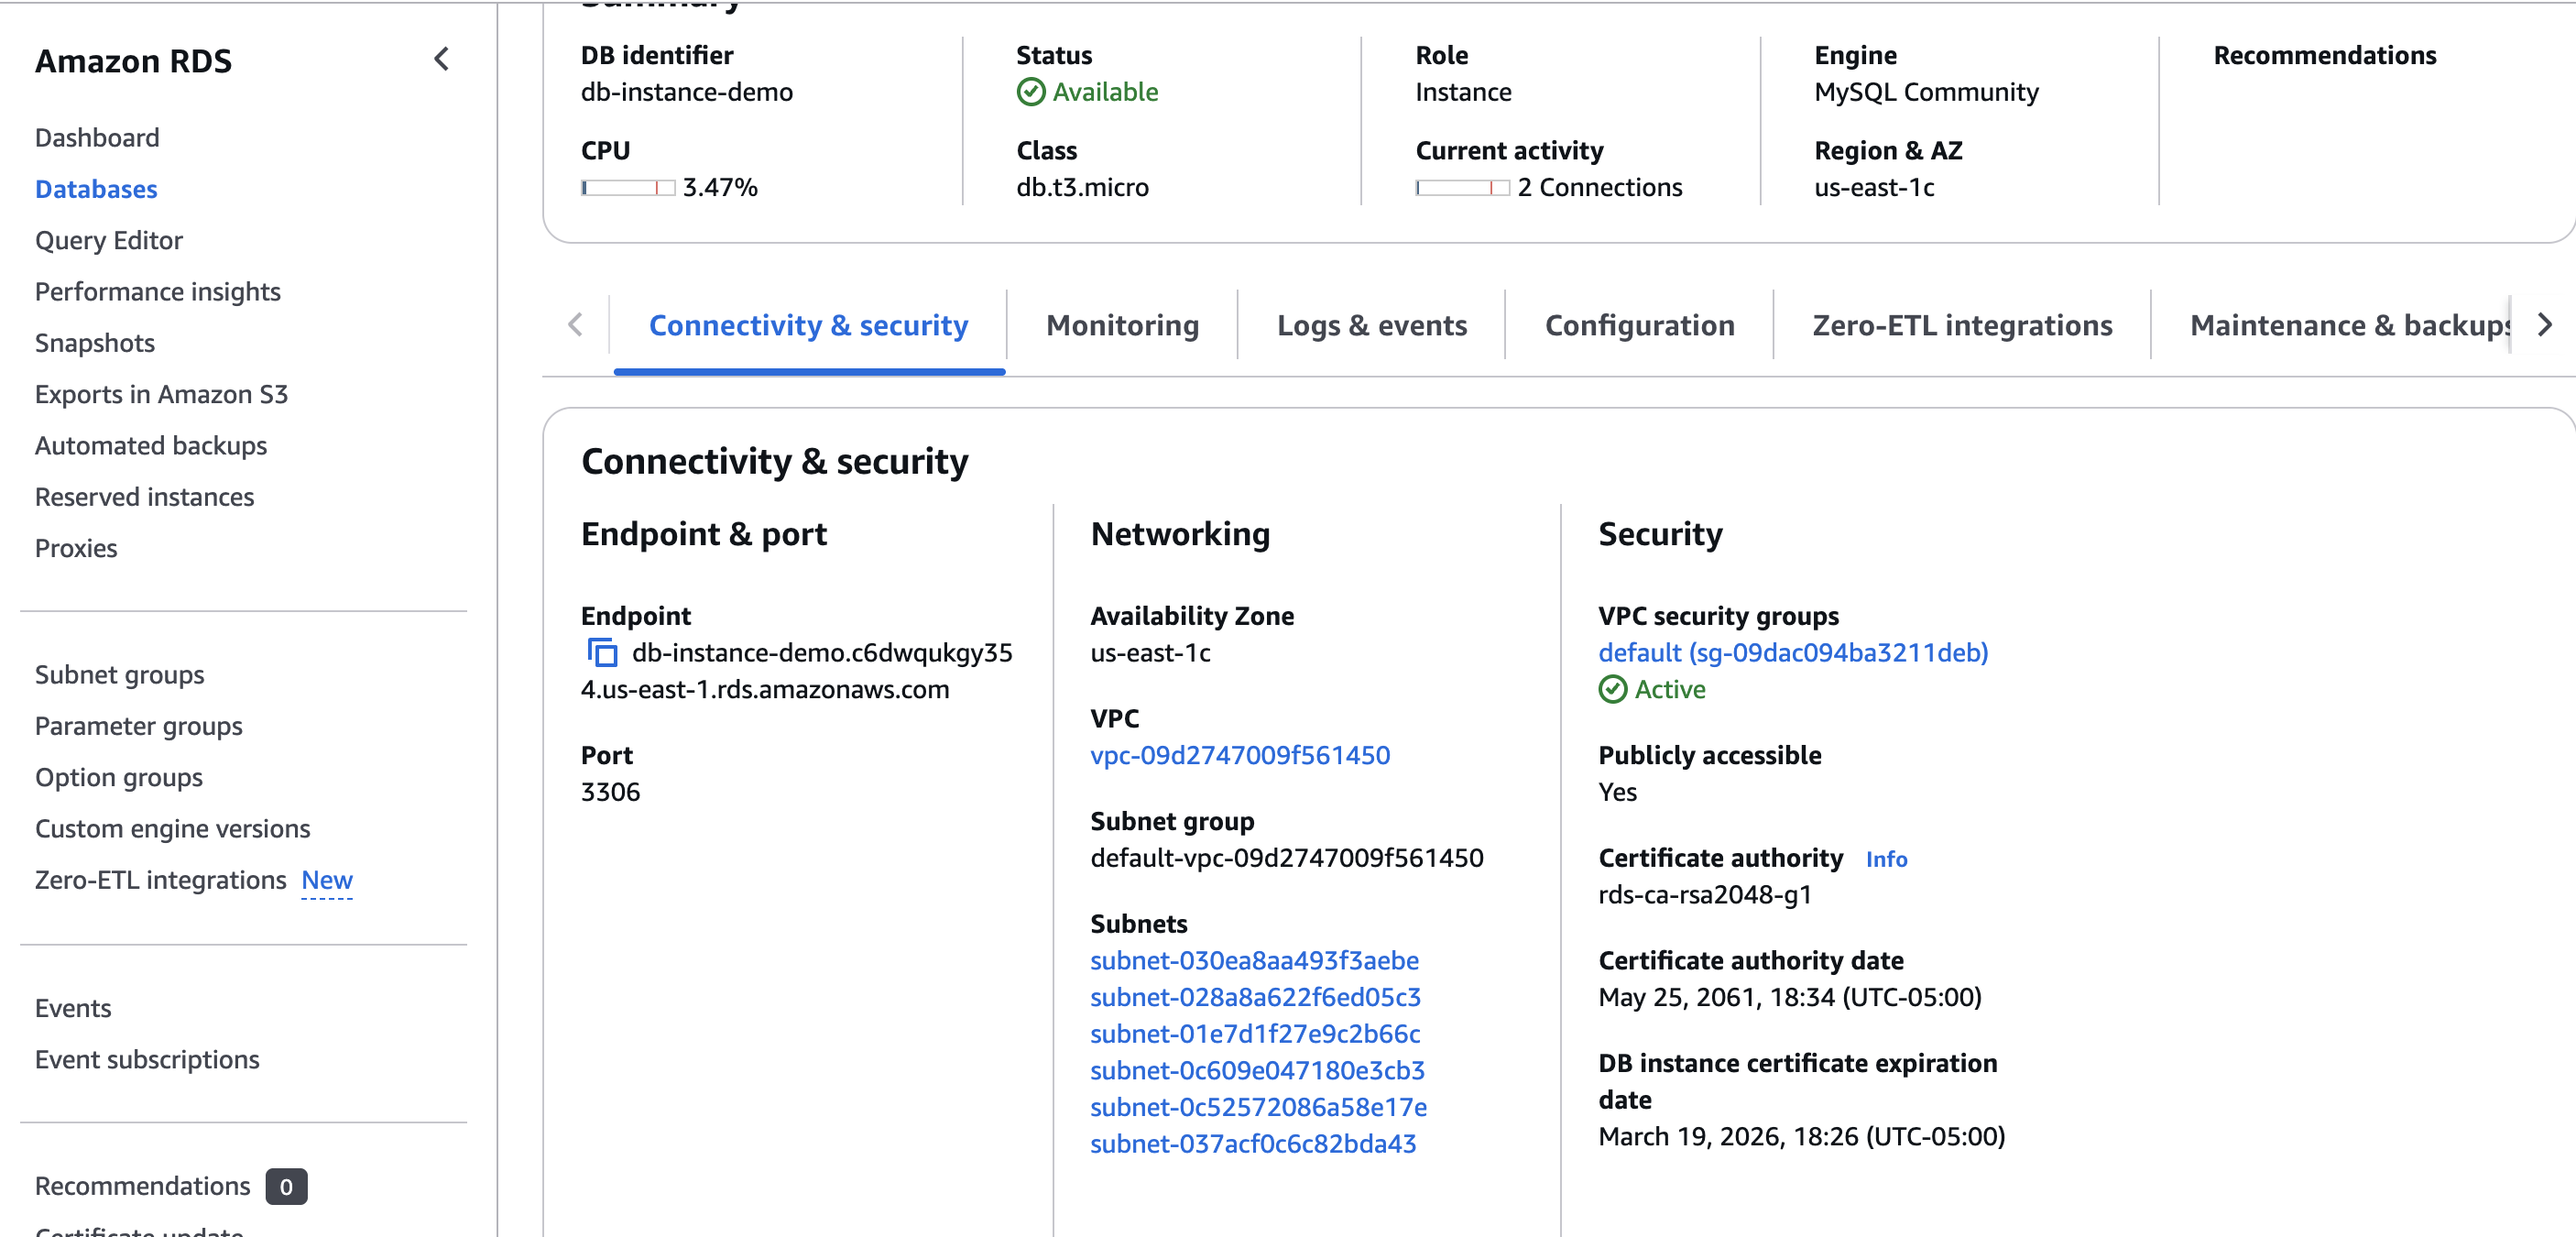 Summary
Amazon RDS
Dashboard
Databases
Query Editor
Performance insights
Snapshots
Exports in Amazon S3
Automated backups
Reserved instances
Proxies
Subnet groups
Parameter groups
Option groups
Custom engine versions
Zero-ETL integrations New
Events
Event subscriptions
Recommendations 0
Certificate update
DB identifier
db-instance-demo
CPU
3.47%
Status
Available
Class
db.t3.micro
Role
Instance
Current activity
2 Connections
Engine
MySQL Community
Region & AZ
us-east-1c
Recommendations
Connectivity & security
Monitoring
Logs & events
Configuration
Zero-ETL integrations
Maintenance & backups
Connectivity & security
Endpoint & port
Endpoint
db-instance-demo.c6dwqukgy35
4.us-east-1.rds.amazonaws.com
Port
3306
Networking
Availability Zone
us-east-1c
VPC
vpc-09d2747009f561450
Subnet group
default-vpc-09d2747009f561450
Subnets
subnet-030ea8aa493f3aebe
subnet-028a8a622f6ed05c3
subnet-01e7d1f27e9c2b66c
subnet-0c609e047180e3cb3
subnet-0c52572086a58e17e
subnet-037acf0c6c82bda43
Security
VPC security groups
default (sg-09dac094ba3211deb)
Active
Publicly accessible
Yes
Certificate authority Info
rds-ca-rsa2048-g1
Certificate authority date
May 25, 2061, 18:34 (UTC-05:00)
DB instance certificate expiration
date
March 19, 2026, 18:26 (UTC-05:00)